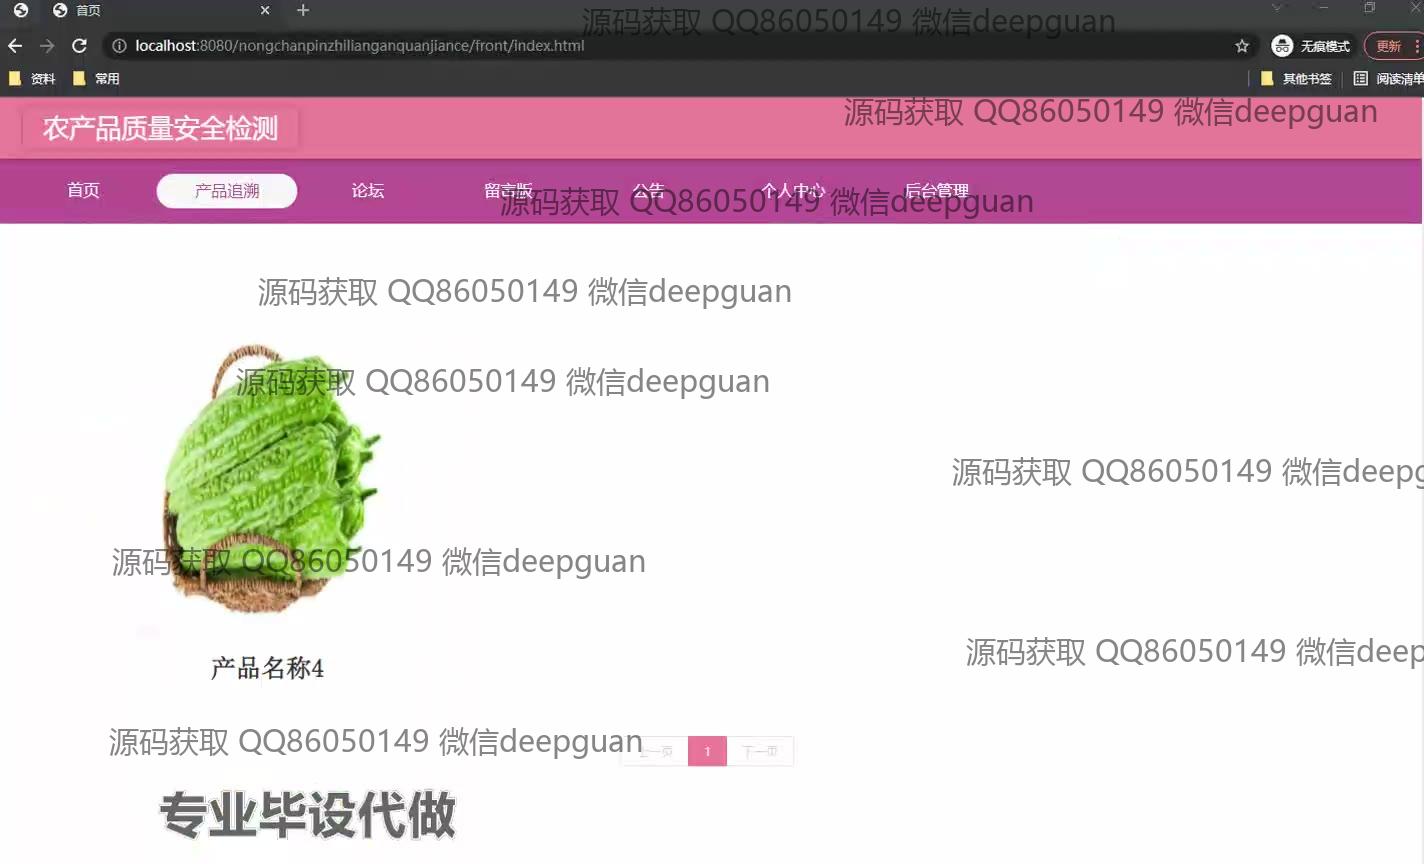 首页
源码获取 QQ86050149 微信deepguan
localhost:8080/nongchanpinzhilianganquanjiance/front/index.html
无痕模式
更新
资料
常用
其他书签
阅读清单
源码获取 QQ86050149 微信deepguan
农产品质量安全检测
首页
产品追溯
论坛
留言版
公告
个人中心
后台管理
源码获取 QQ86050149 微信deepguan
源码获取 QQ86050149 微信deepguan
源码获取 QQ86050149 微信deepguan
源码获取 QQ86050149 微信deep
源码获取 QQ86050149 微信deepguan
源码获取 QQ86050149 微信deep
产品名称4
源码获取 QQ86050149 微信deepguan
上一页
1
下一页
专业毕设代做